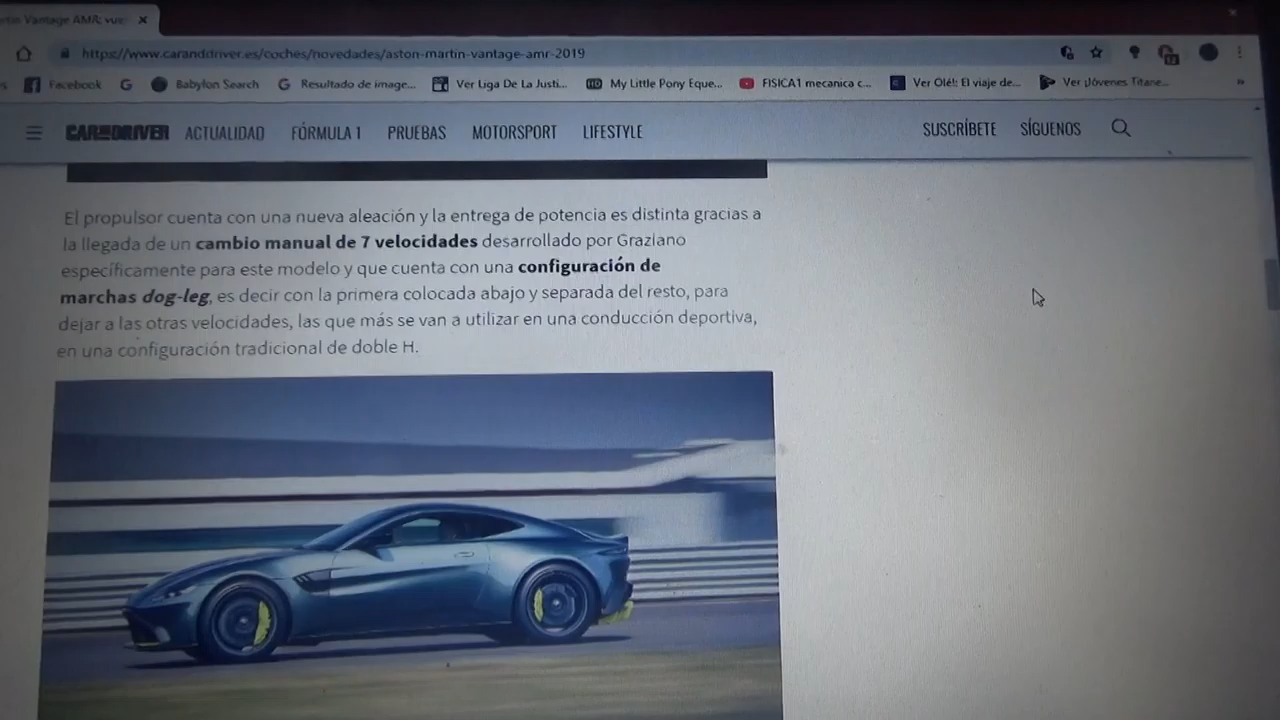 Vantage AMR: vue
https://www.caranddriver.es/coches/novedades/aston-martin-vantage-amr-2019
Facebook
Babylon Search
Resultado de image...
Ver Liga De La Justi...
My Little Pony Eque...
FISICA1 mecanica c...
Ver Olé!: El viaje de...
Ver Jóvenes Titane...
CAR AND DRIVER ACTUALIDAD FÓRMULA 1 PRUEBAS MOTORSPORT LIFESTYLE SUSCRÍBETE SÍGUENOS
El propulsor cuenta con una nueva aleación y la entrega de potencia es distinta gracias a
la llegada de un cambio manual de 7 velocidades desarrollado por Graziano
específicamente para este modelo y que cuenta con una configuración de
marchas dog-leg, es decir con la primera colocada abajo y separada del resto, para
dejar a las otras velocidades, las que más se van a utilizar en una conducción deportiva,
en una configuración tradicional de doble H.